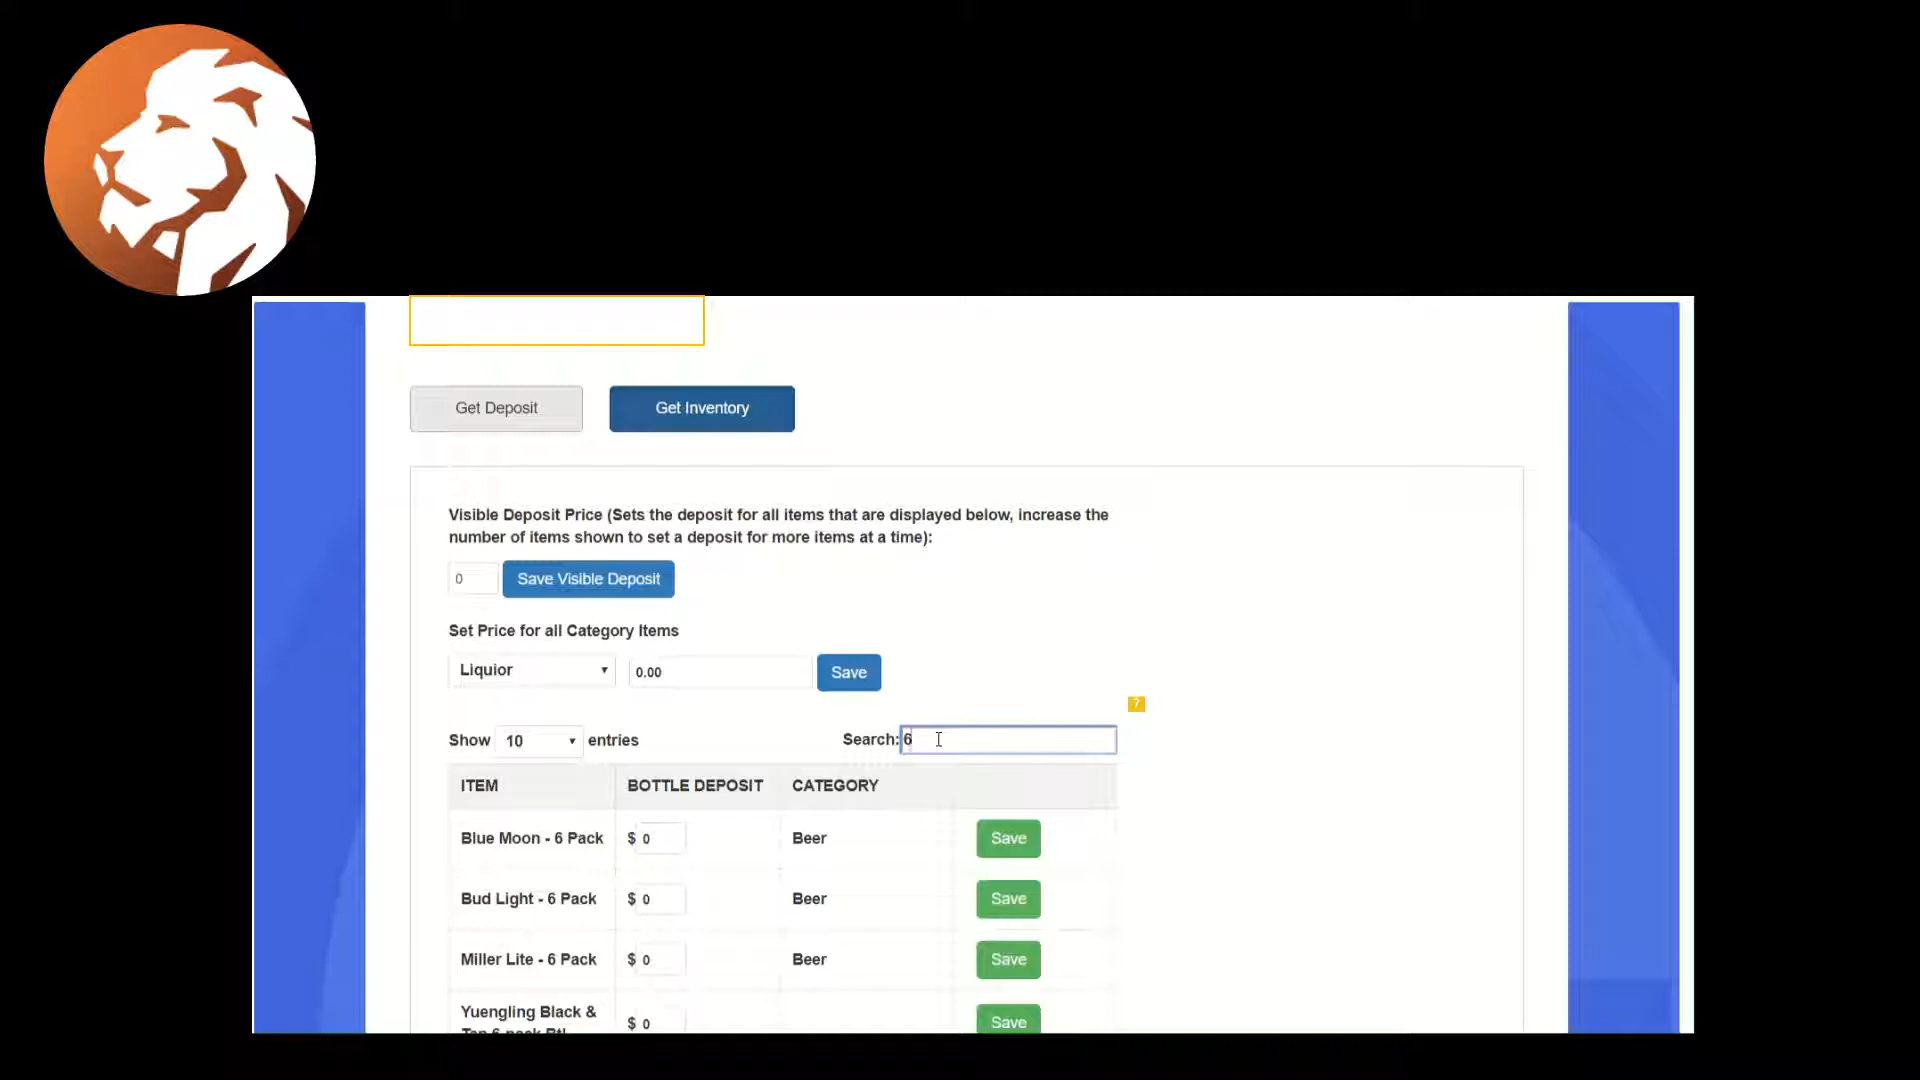 Get Deposit
Get Inventory
Visible Deposit Price (Sets the deposit for all items that are displayed below, increase the
number of items shown to set a deposit for more items at a time):
0 Save Visible Deposit
Set Price for all Category Items
Liquior 0.00 Save
?
Show 10 entries Search: 6
ITEM BOTTLE DEPOSIT CATEGORY
Blue Moon - 6 Pack $ 0 Beer Save
Bud Light - 6 Pack $ 0 Beer Save
Miller Lite - 6 Pack $ 0 Beer Save
Yuengling Black &
$ 0 Save